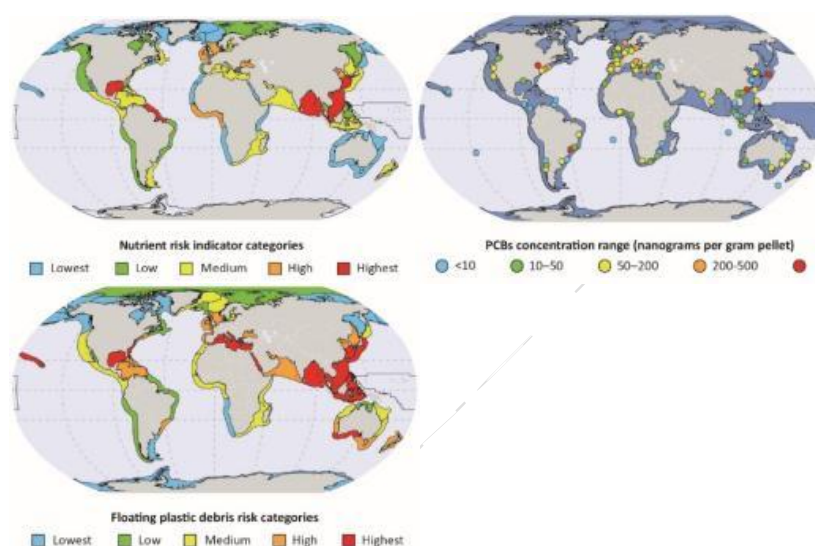 Nutrient risk indicator categories
Lowest Low Medium High Highest
PCBs concentration range (nanograms per gram pellet)
<10 10–50 50–200 200-500
Floating plastic debris risk categories
Lowest Low Medium High Highest